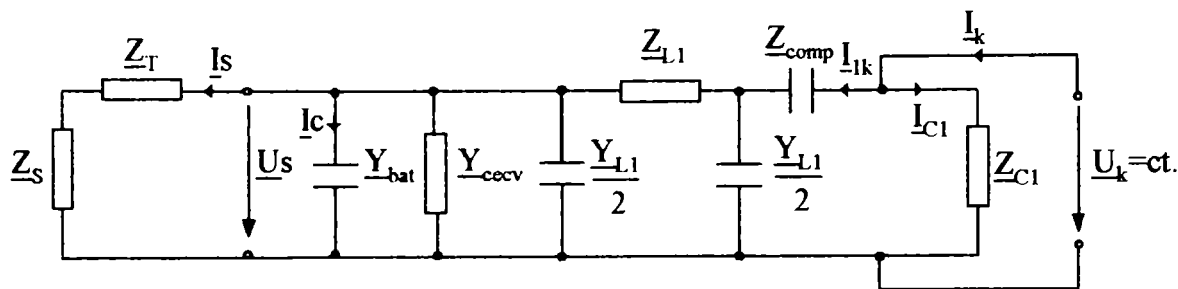 Z_T
I_S
Z_S
U_S
I_C
Y_bat
Y_cecv
Y_L1
2
Z_L1
Y_L1
2
Z_comp
I_1k
I_k
I_C1
Z_C1
U_k=ct.